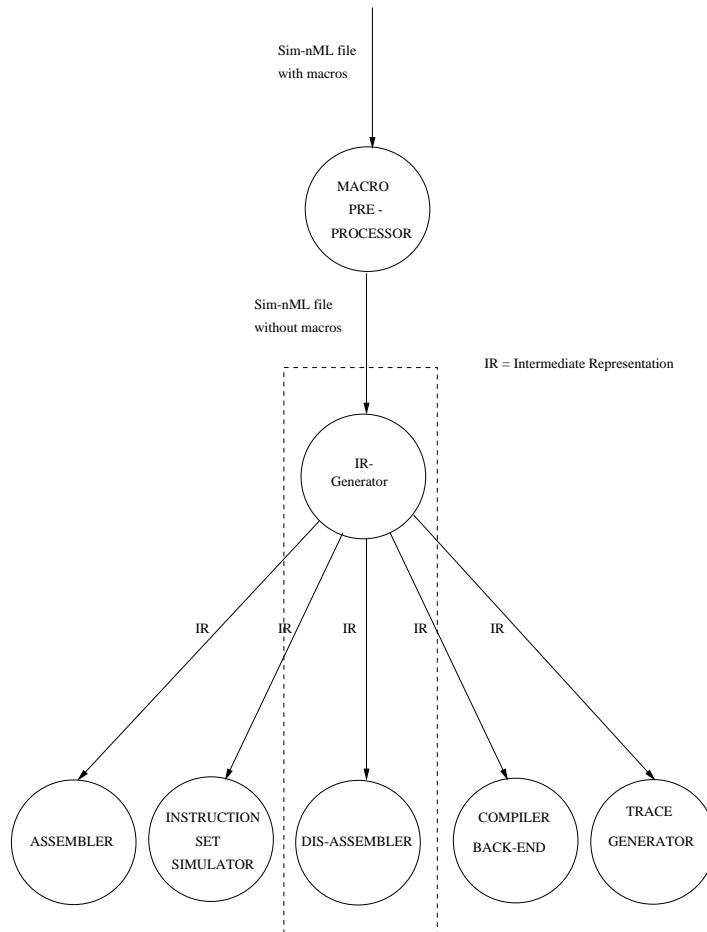 Sim-nML file
with macros
MACRO
PRE -
PROCESSOR
Sim-nML file
without macros
IR = Intermediate Representation
IR-
Generator
IR
IR
IR
IR
IR
ASSEMBLER
INSTRUCTION
SET
SIMULATOR
DIS-ASSEMBLER
COMPILER
BACK-END
TRACE
GENERATOR